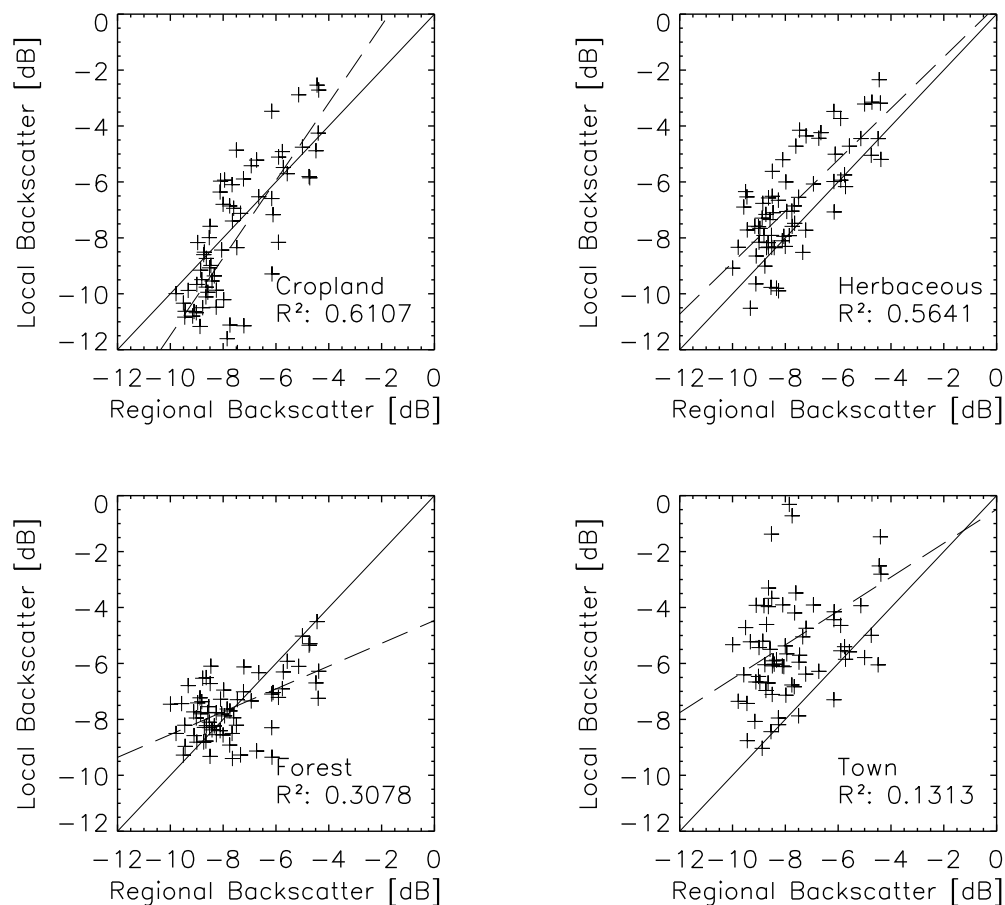 0
−2
−4
−6
−8
−10
−12
Local Backscatter [dB]
Cropland
R²: 0.6107
−12 −10 −8 −6 −4 −2 0
Regional Backscatter [dB]
0
−2
−4
−6
−8
−10
−12
Local Backscatter [dB]
Herbaceous
R²: 0.5641
−12 −10 −8 −6 −4 −2 0
Regional Backscatter [dB]
0
−2
−4
−6
−8
−10
−12
Local Backscatter [dB]
Forest
R²: 0.3078
−12 −10 −8 −6 −4 −2 0
Regional Backscatter [dB]
0
−2
−4
−6
−8
−10
−12
Local Backscatter [dB]
Town
R²: 0.1313
−12 −10 −8 −6 −4 −2 0
Regional Backscatter [dB]